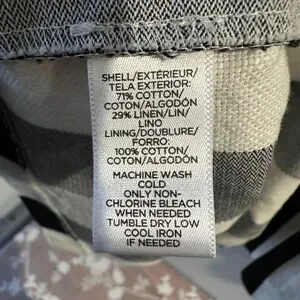 SHELL/EXTÉRIEUR/
TELA EXTERIOR:
71% COTTON/
COTON/ALGODÓN
29% LINEN/LIN/
LINO
LINING/DOUBLURE/
FORRO:
100% COTTON/
COTON/ALGODÓN
MACHINE WASH
COLD
ONLY NON-
CHLORINE BLEACH
WHEN NEEDED
TUMBLE DRY LOW
COOL IRON
IF NEEDED